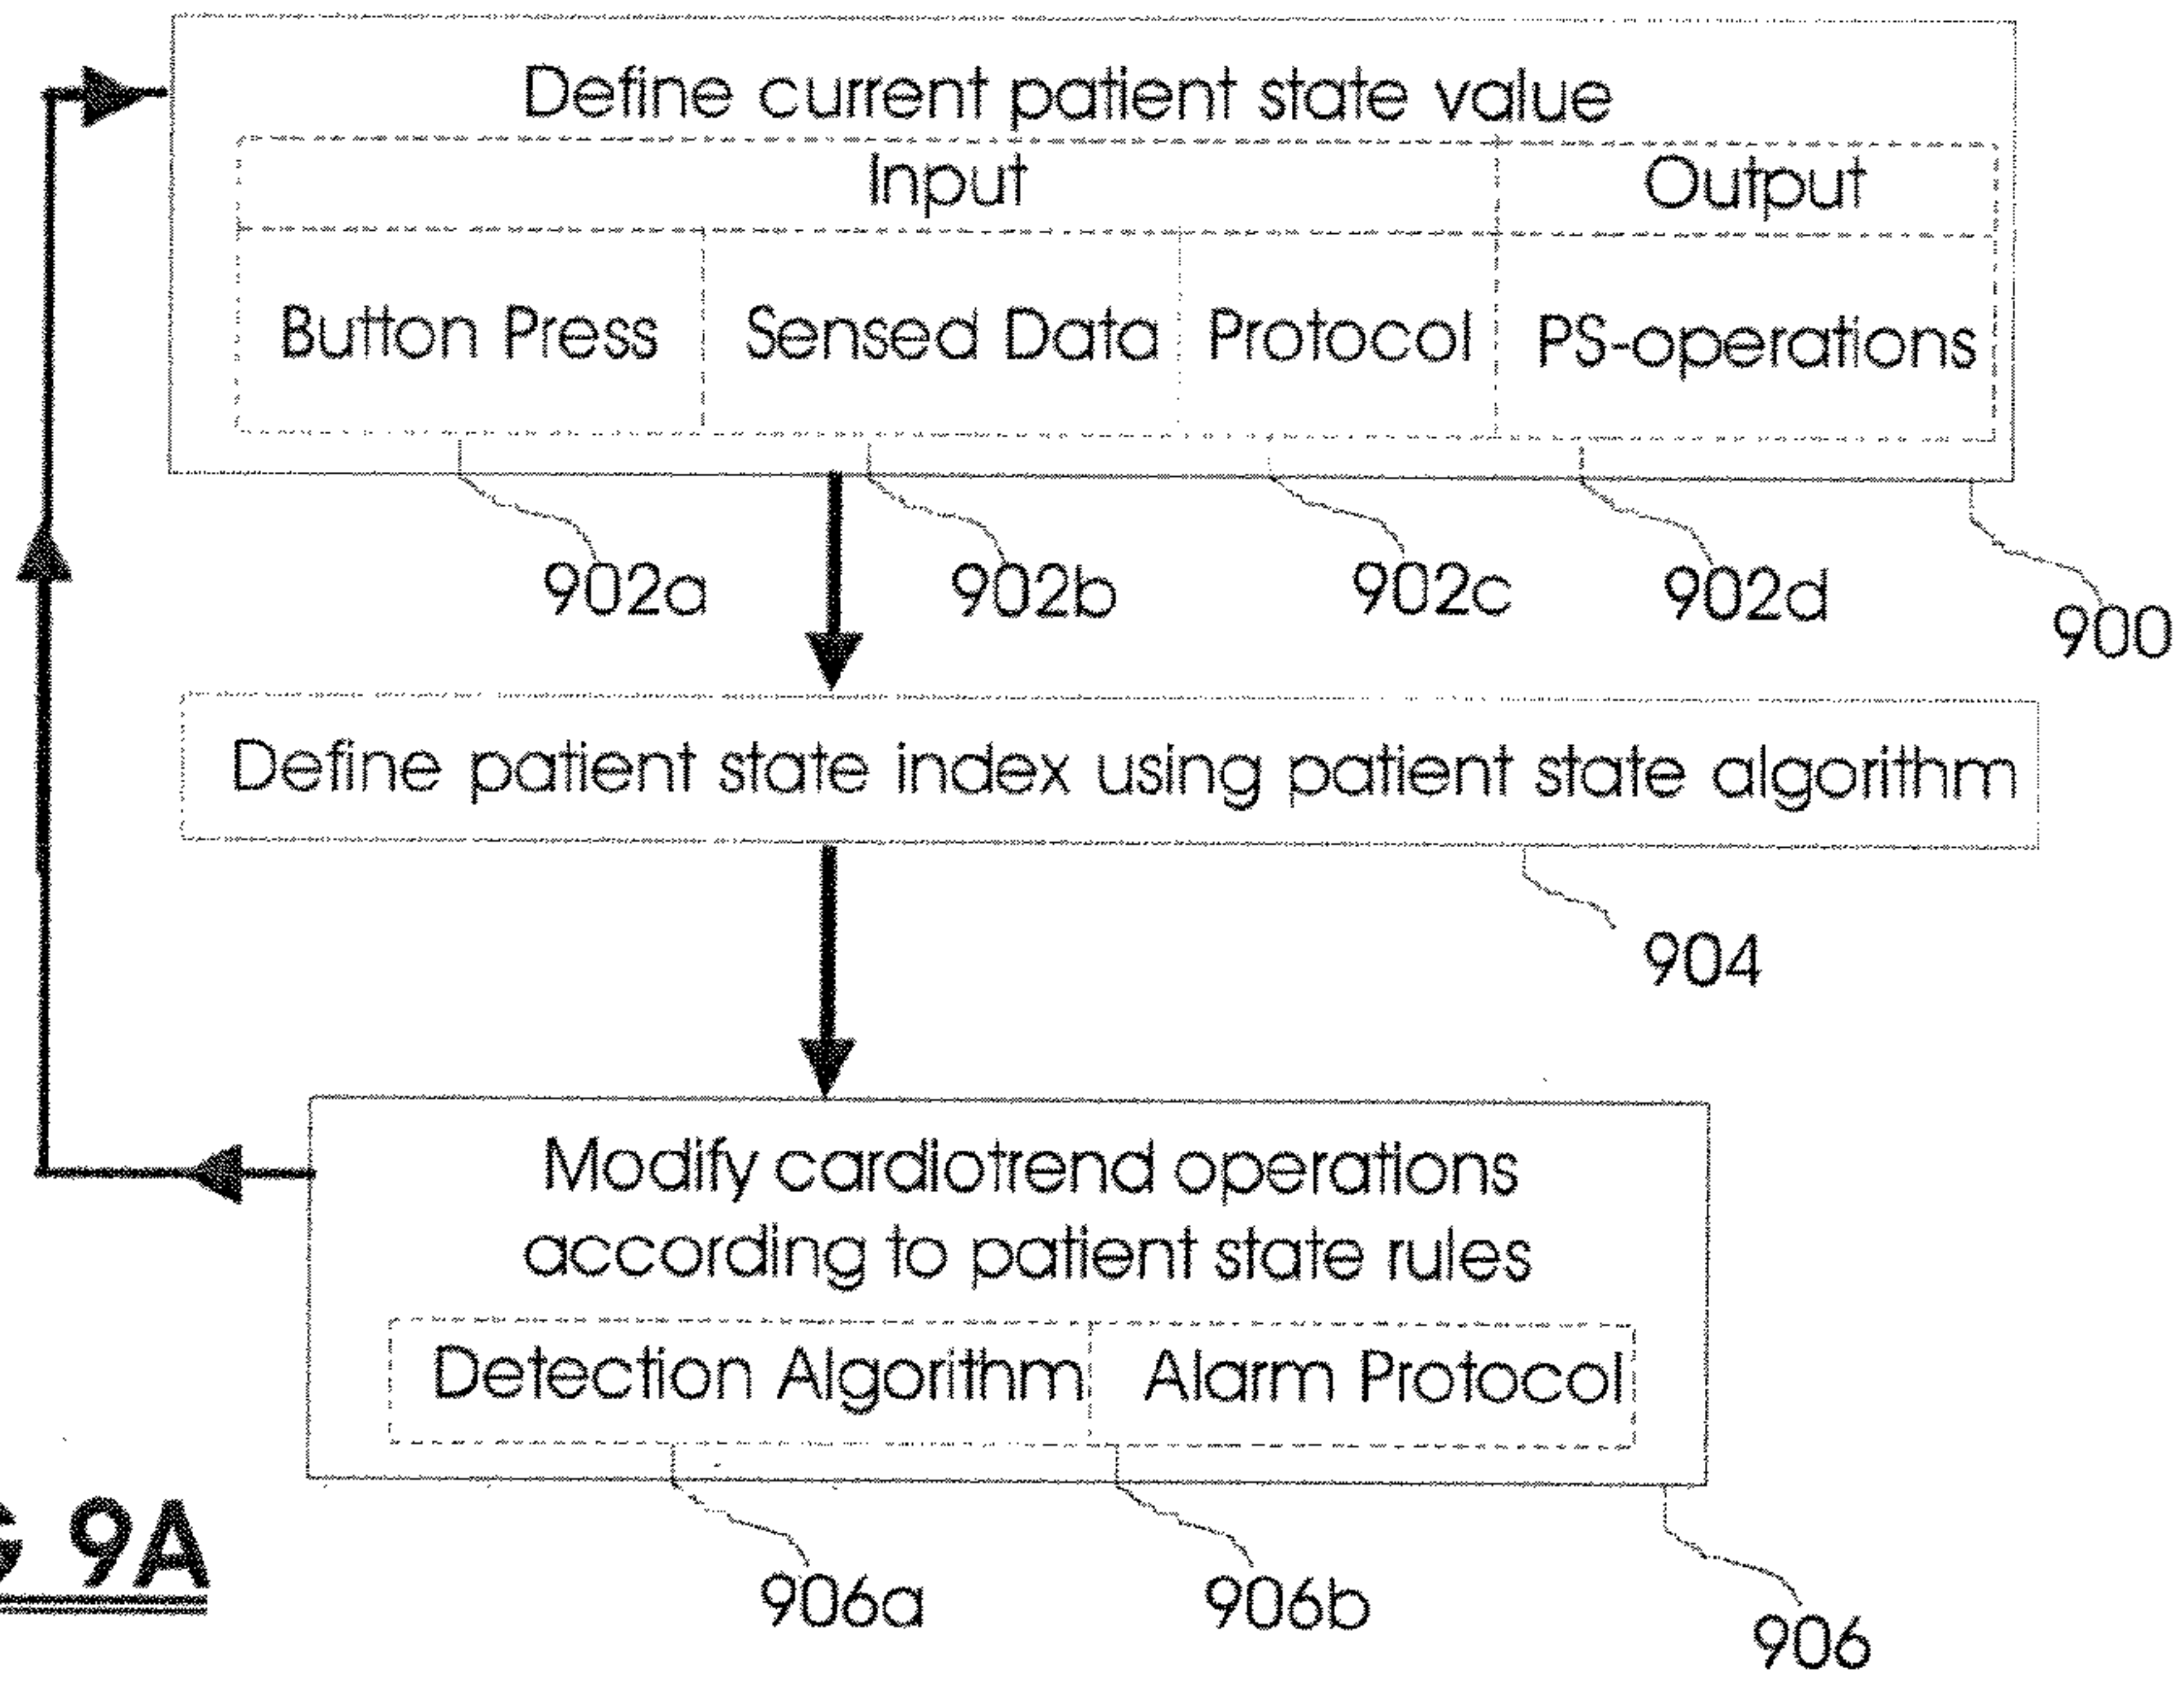 Define current patient state value
Input Output
Button Press Sensed Data Protocol PS-operations
902a 902b 902c 902d 900
Define patient state index using patient state algorithm
904
Modify cardiotrend operations
according to patient state rules
Detection Algorithm Alarm Protocol
9A
906a 906b 906